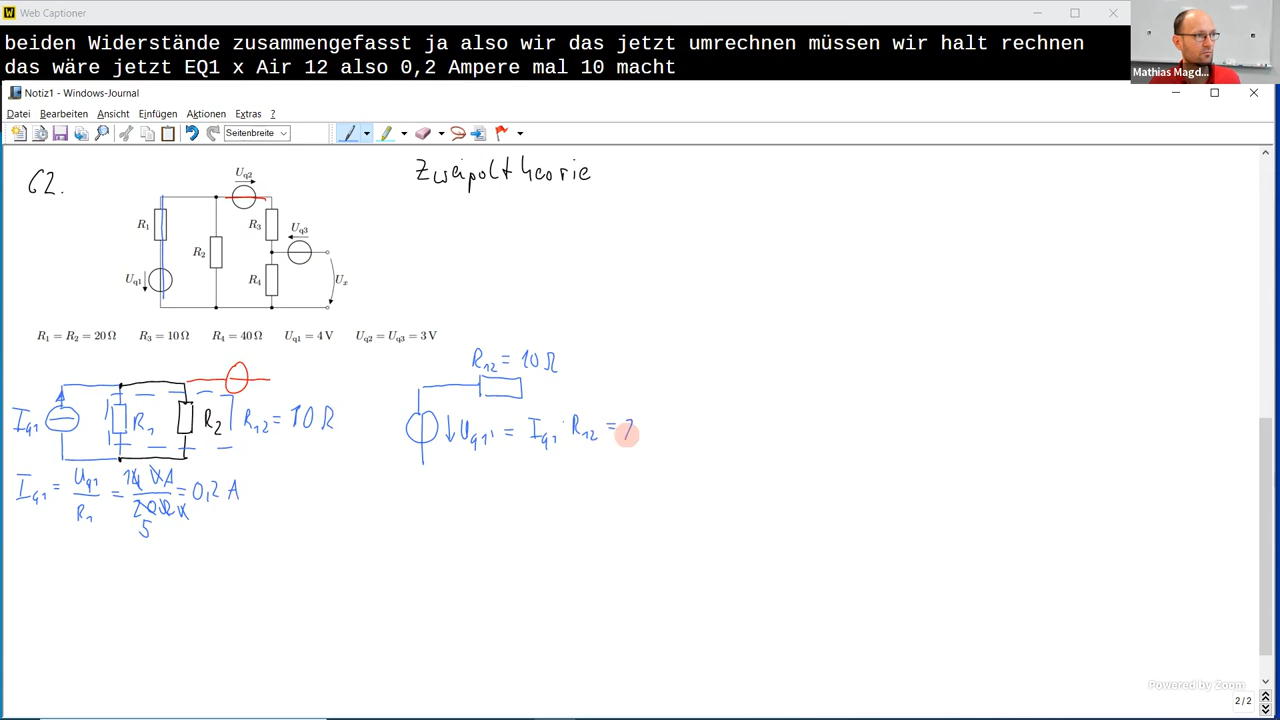 Web Captioner
beiden Widerstände zusammengefasst ja also wir das jetzt umrechnen müssen wir halt rechnen
das wäre jetzt EQ1 x Air 12 also 0,2 Ampere mal 10 macht
Mathias Magd...
Notiz1 - Windows-Journal
Datei Bearbeiten Ansicht Einfügen Aktionen Extras ?
Seitenbreite
62.
Zweipoltheorie
Uq2
R1
R3
Uq3
R2
Uq1
R4
Ux
R1 = R2 = 20 Ω R3 = 10 Ω R4 = 40 Ω Uq1 = 4 V Uq2 = Uq3 = 3 V
R12 = 10 Ω
Iq1 R1 R2 R12 = 10 Ω
Uq1' = Iq1 · R12 = 2
Iq1 = Uq1 / R1 = 4 V A / 20 Ω V = 0,2 A
5
Powered by Zoom
2/2